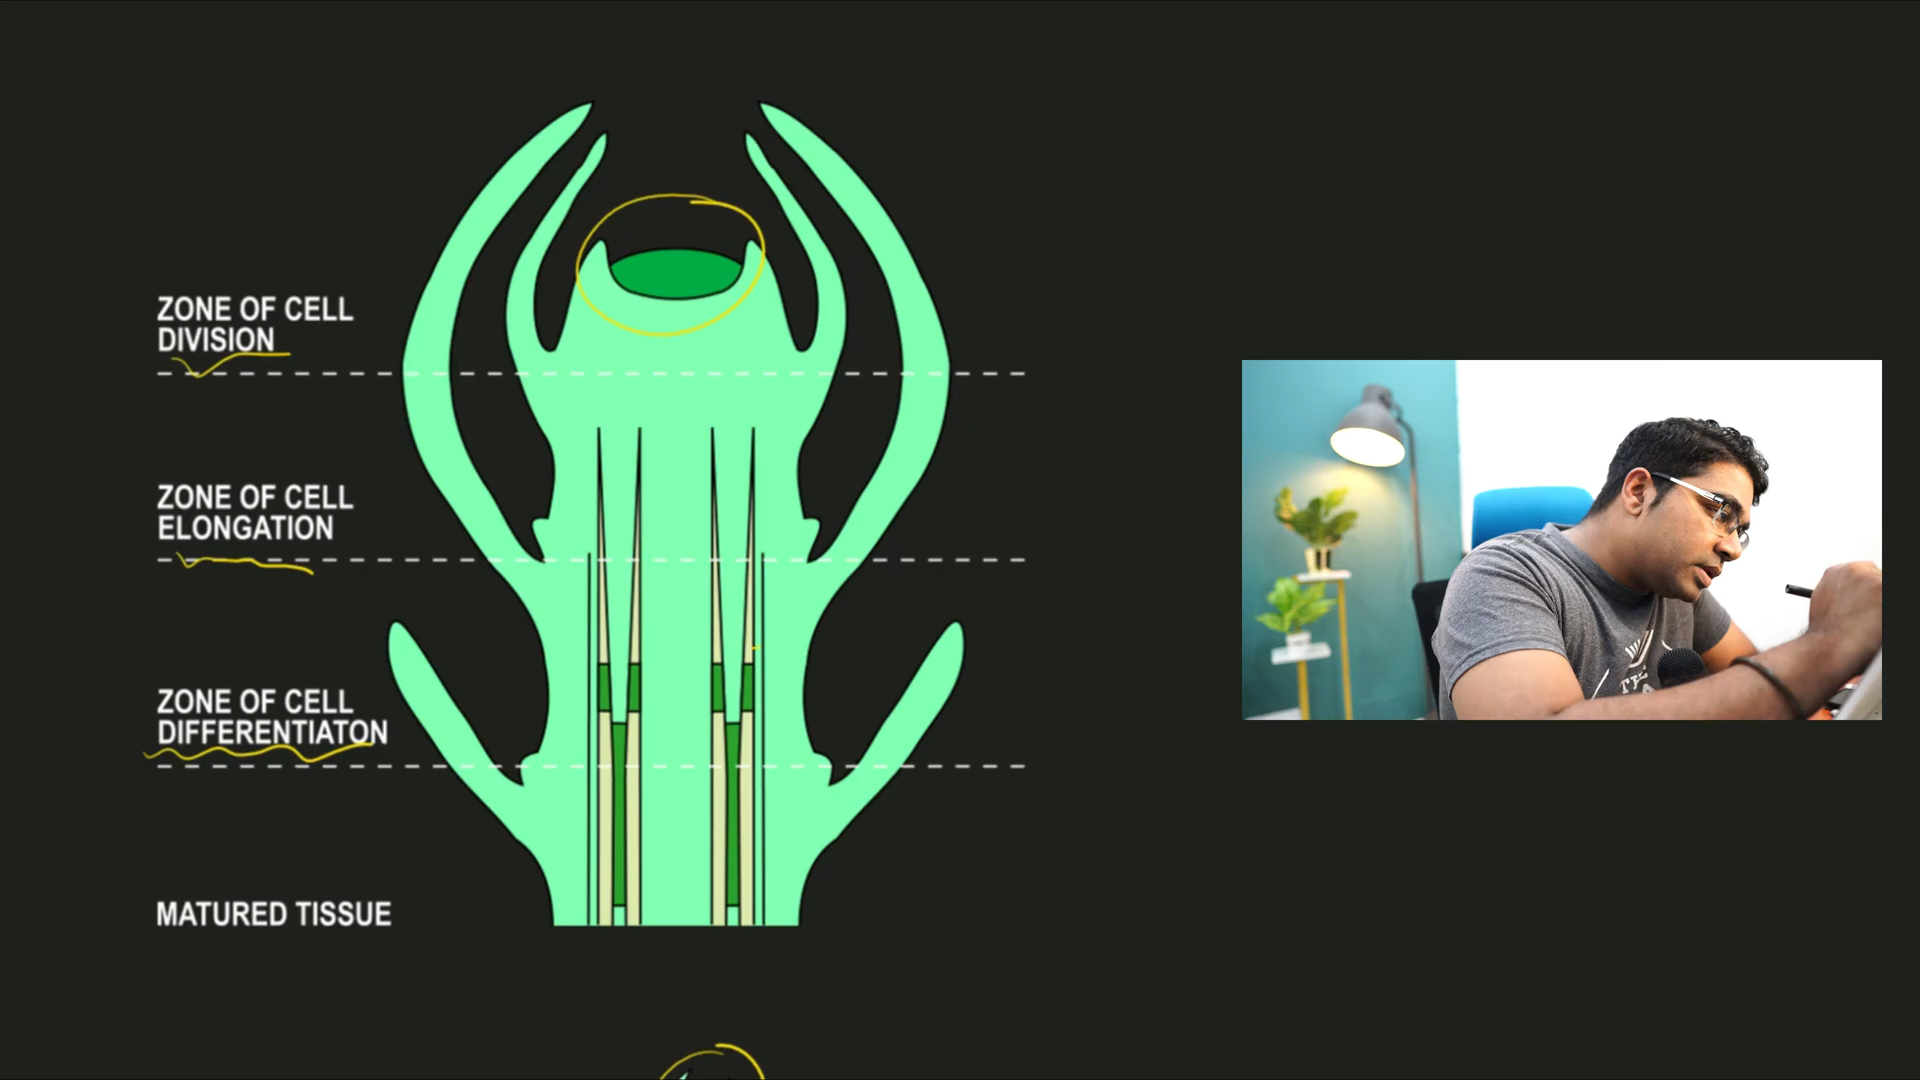 ZONE OF CELL
DIVISION
ZONE OF CELL
ELONGATION
ZONE OF CELL
DIFFERENTIATON
MATURED TISSUE